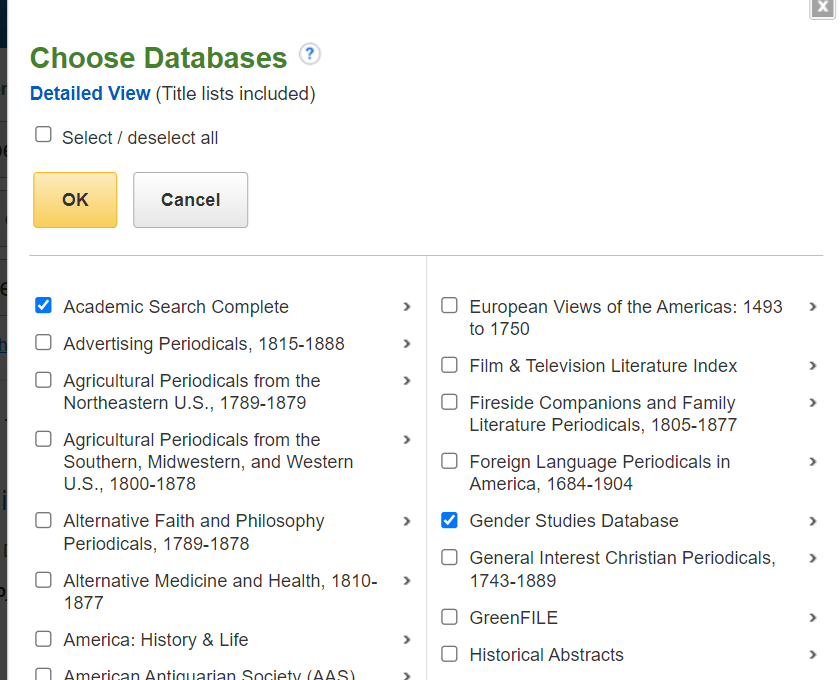 X
Choose Databases ?
Detailed View (Title lists included)
Select / deselect all
OK
Cancel
Academic Search Complete
Advertising Periodicals, 1815-1888
Agricultural Periodicals from the
Northeastern U.S., 1789-1879
Agricultural Periodicals from the
Southern, Midwestern, and Western
U.S., 1800-1878
Alternative Faith and Philosophy
Periodicals, 1789-1878
Alternative Medicine and Health, 1810-
1877
America: History & Life
American Antiquarian Society (AAS)
European Views of the Americas: 1493
to 1750
Film & Television Literature Index
Fireside Companions and Family
Literature Periodicals, 1805-1877
Foreign Language Periodicals in
America, 1684-1904
Gender Studies Database
General Interest Christian Periodicals,
1743-1889
GreenFILE
Historical Abstracts